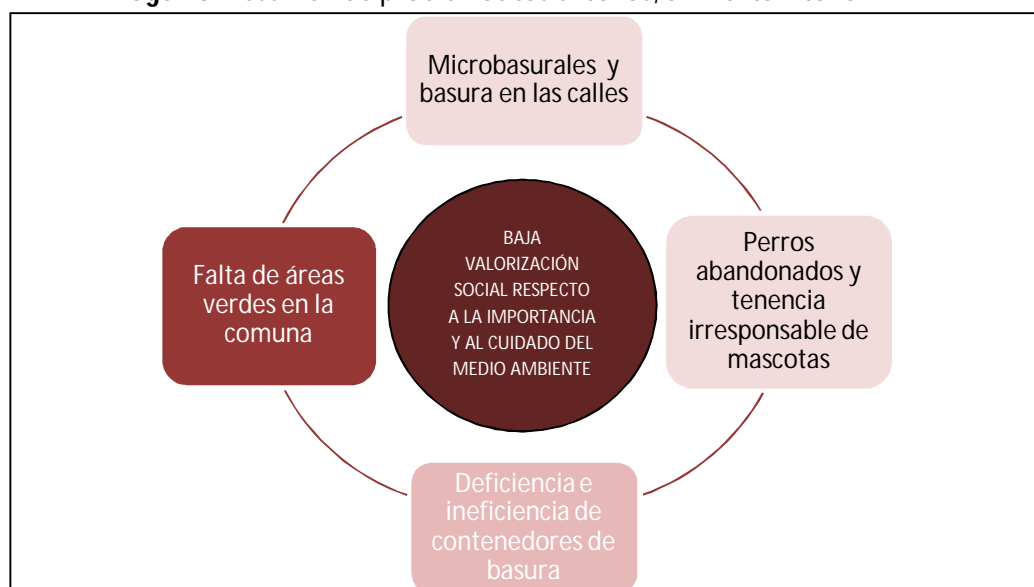 Microbasurales y
basura en las calles
BAJA
VALORIZACIÓN
SOCIAL RESPECTO
A LA IMPORTANCIA
Y AL CUIDADO DEL
MEDIO AMBIENTE
Perros
abandonados y
tenencia
irresponsable de
mascotas
Falta de áreas
verdes en la
comuna
Deficiencia e
ineficiencia de
contenedores de
basura